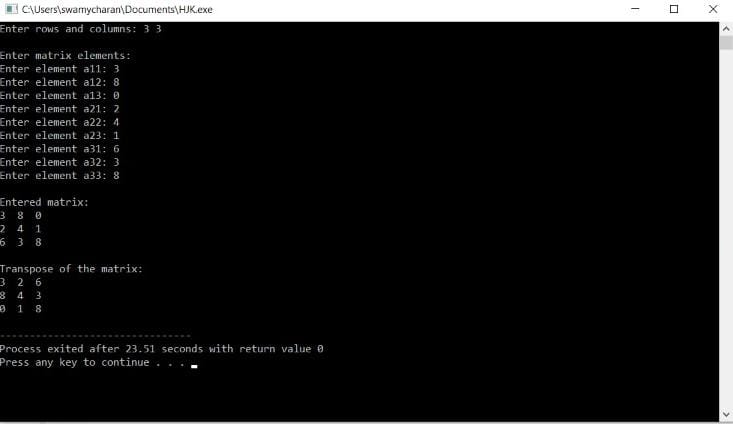 C:\Users\swamycharan\Documents\HJK.exe
Enter rows and columns: 3 3
Enter matrix elements:
Enter element a11: 3
Enter element a12: 8
Enter element a13: 0
Enter element a21: 2
Enter element a22: 4
Enter element a23: 1
Enter element a31: 6
Enter element a32: 3
Enter element a33: 8
Entered matrix:
3  8  0
2  4  1
6  3  8
Transpose of the matrix:
3  2  6
8  4  3
0  1  8
--------------------------------
Process exited after 23.51 seconds with return value 0
Press any key to continue . . .